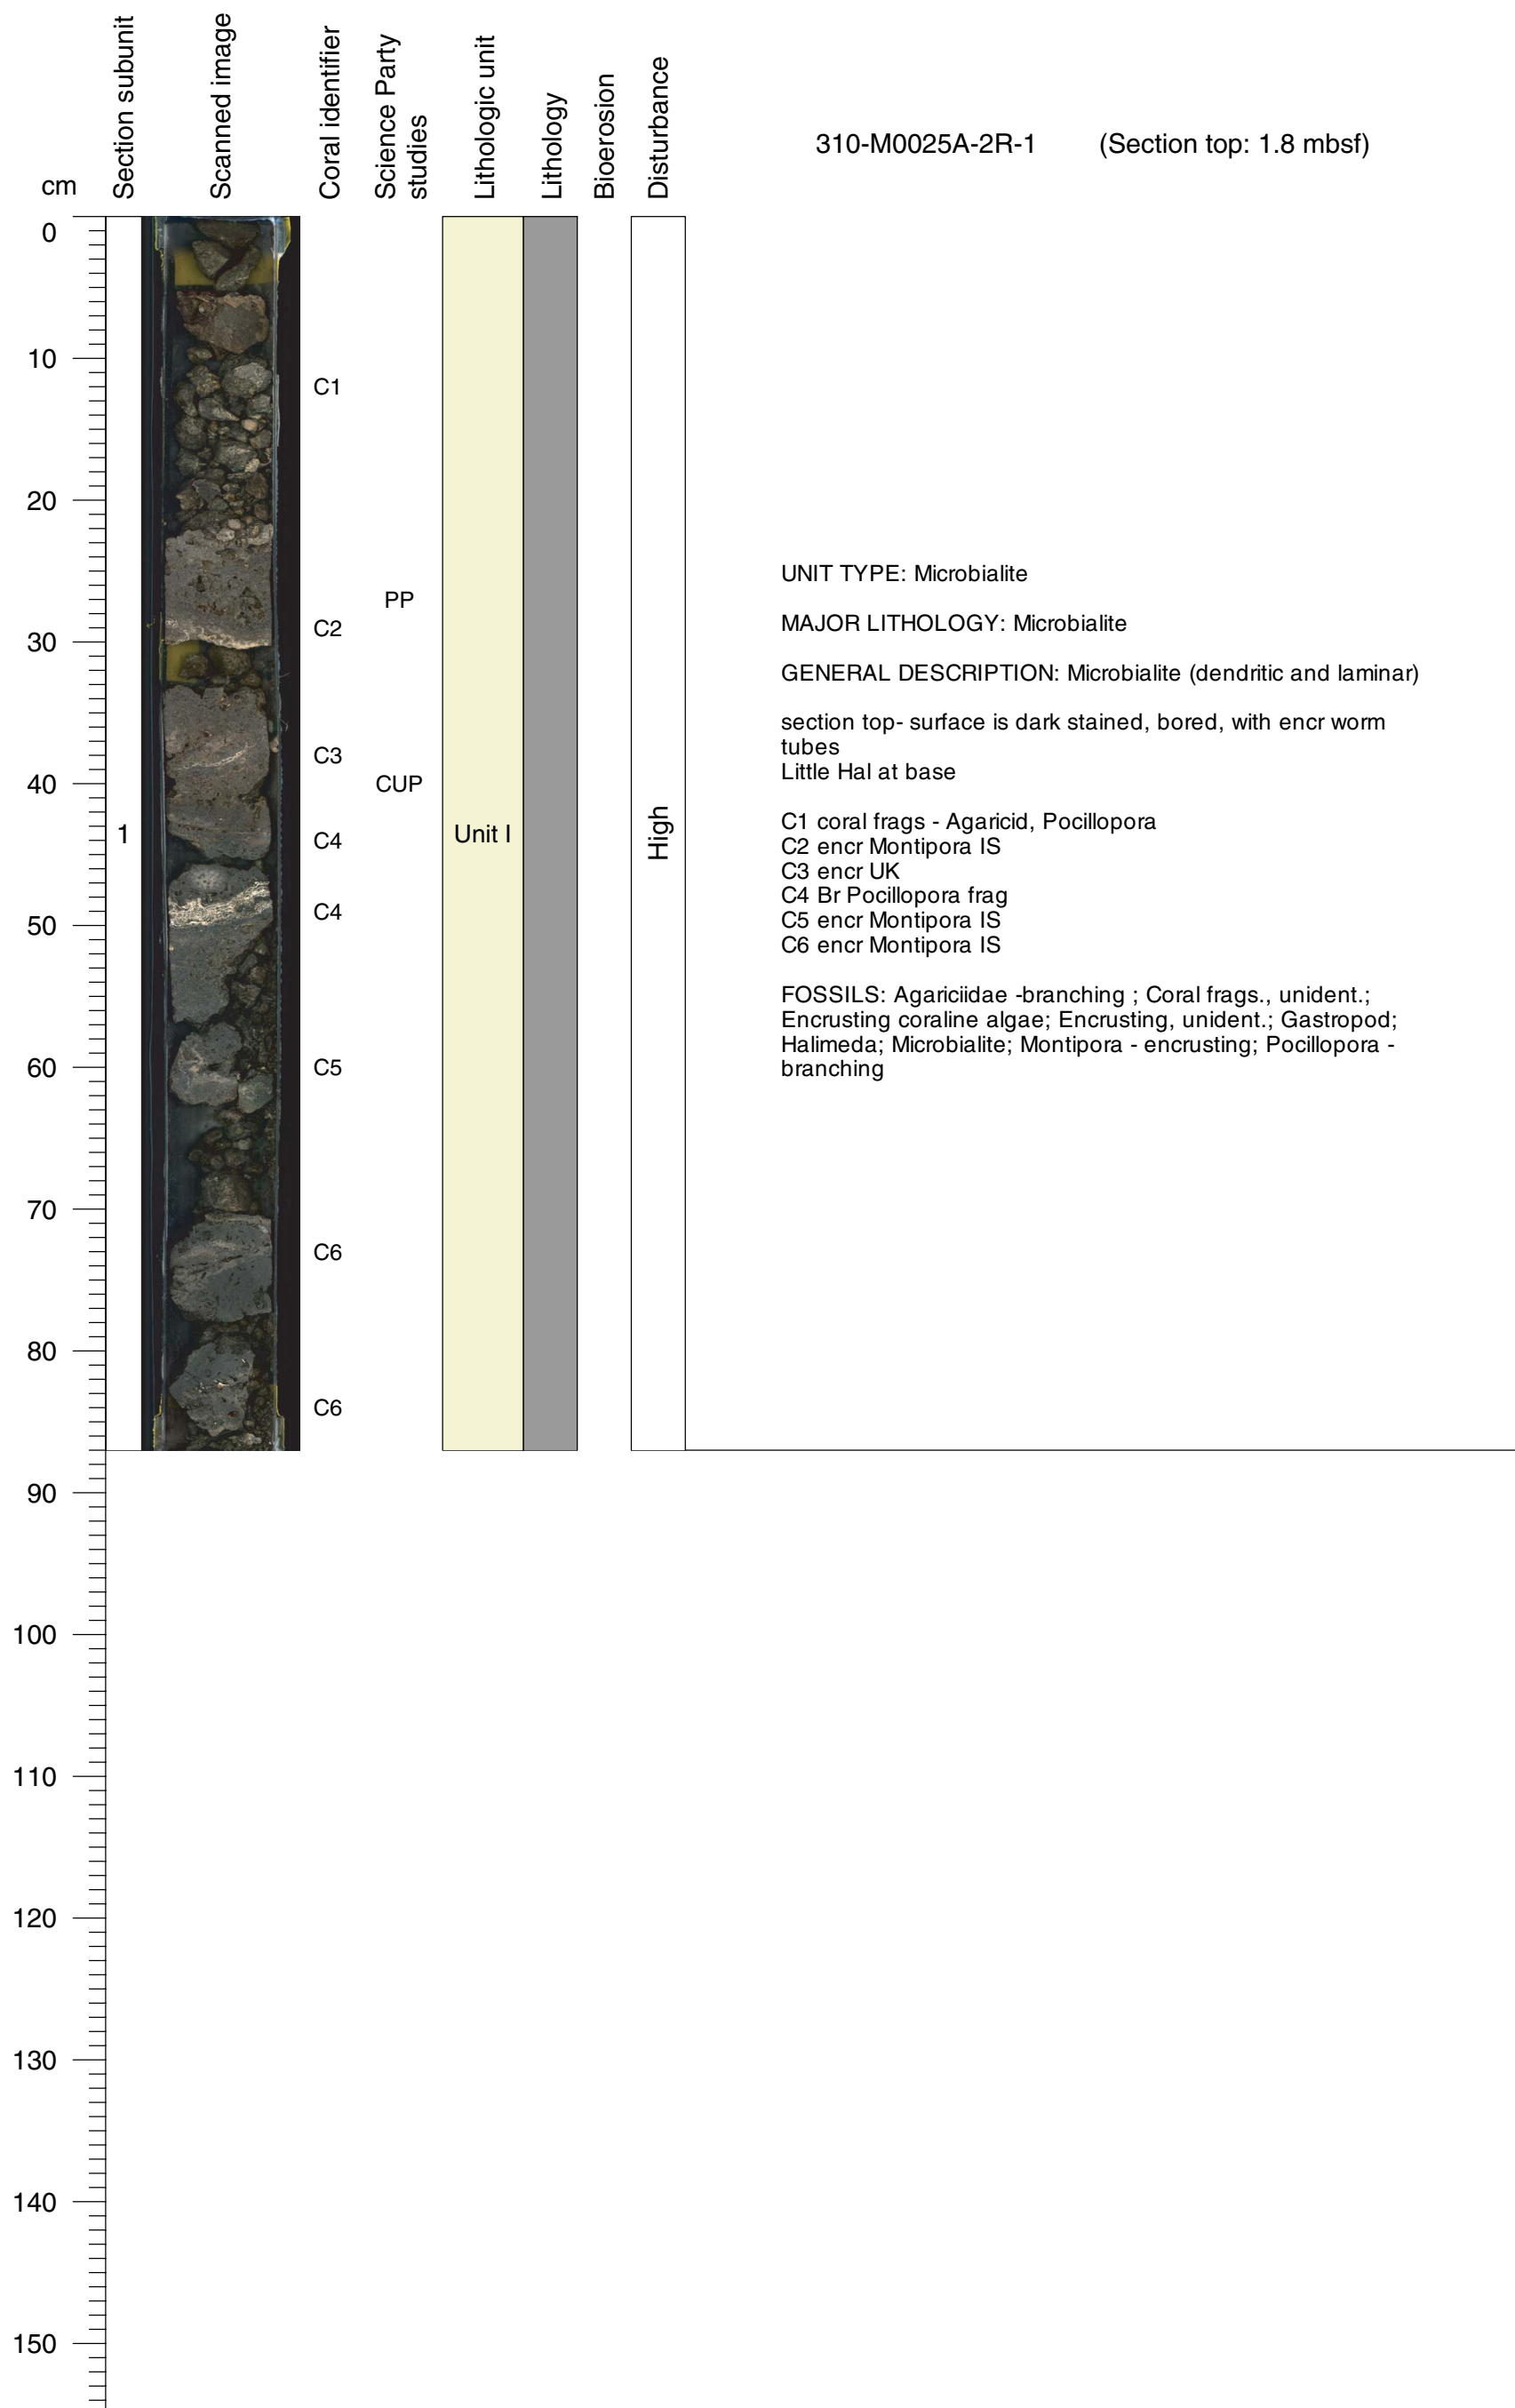 Section subunit
Scanned image
Coral identifier
Science Party
studies
Lithologic unit
Lithology
Bioerosion
Disturbance
310-M0025A-2R-1 (Section top: 1.8 mbsf)
cm
0
10
C1
20
UNIT TYPE: Microbialite
PP
MAJOR LITHOLOGY: Microbialite
C2
30
GENERAL DESCRIPTION: Microbialite (dendritic and laminar)
section top- surface is dark stained, bored, with encr worm
tubes
C3
Little Hal at base
40
CUP
C1 coral frags - Agaricid, Pocillopora
1
Unit I
High
C4
C2 encr Montipora IS
C3 encr UK
C4 Br Pocillopora frag
C4
C5 encr Montipora IS
50
C6 encr Montipora IS
FOSSILS: Agariciidae -branching ; Coral frags., unident.;
Encrusting coraline algae; Encrusting, unident.; Gastropod;
Halimeda; Microbialite; Montipora - encrusting; Pocillopora -
branching
60
C5
70
C6
80
C6
90
100
110
120
130
140
150